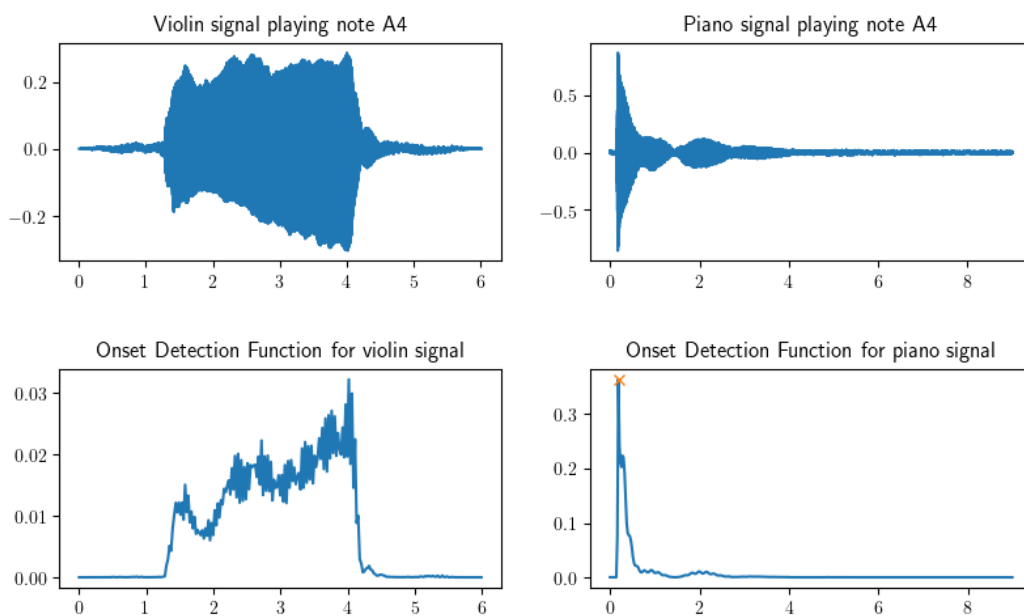 Violin signal playing note A4
0.2
0.0
−0.2
0 1 2 3 4 5 6
Piano signal playing note A4
0.5
0.0
−0.5
0 2 4 6 8
Onset Detection Function for violin signal
0.03
0.02
0.01
0.00
0 1 2 3 4 5 6
Onset Detection Function for piano signal
0.3
0.2
0.1
0.0
0 2 4 6 8